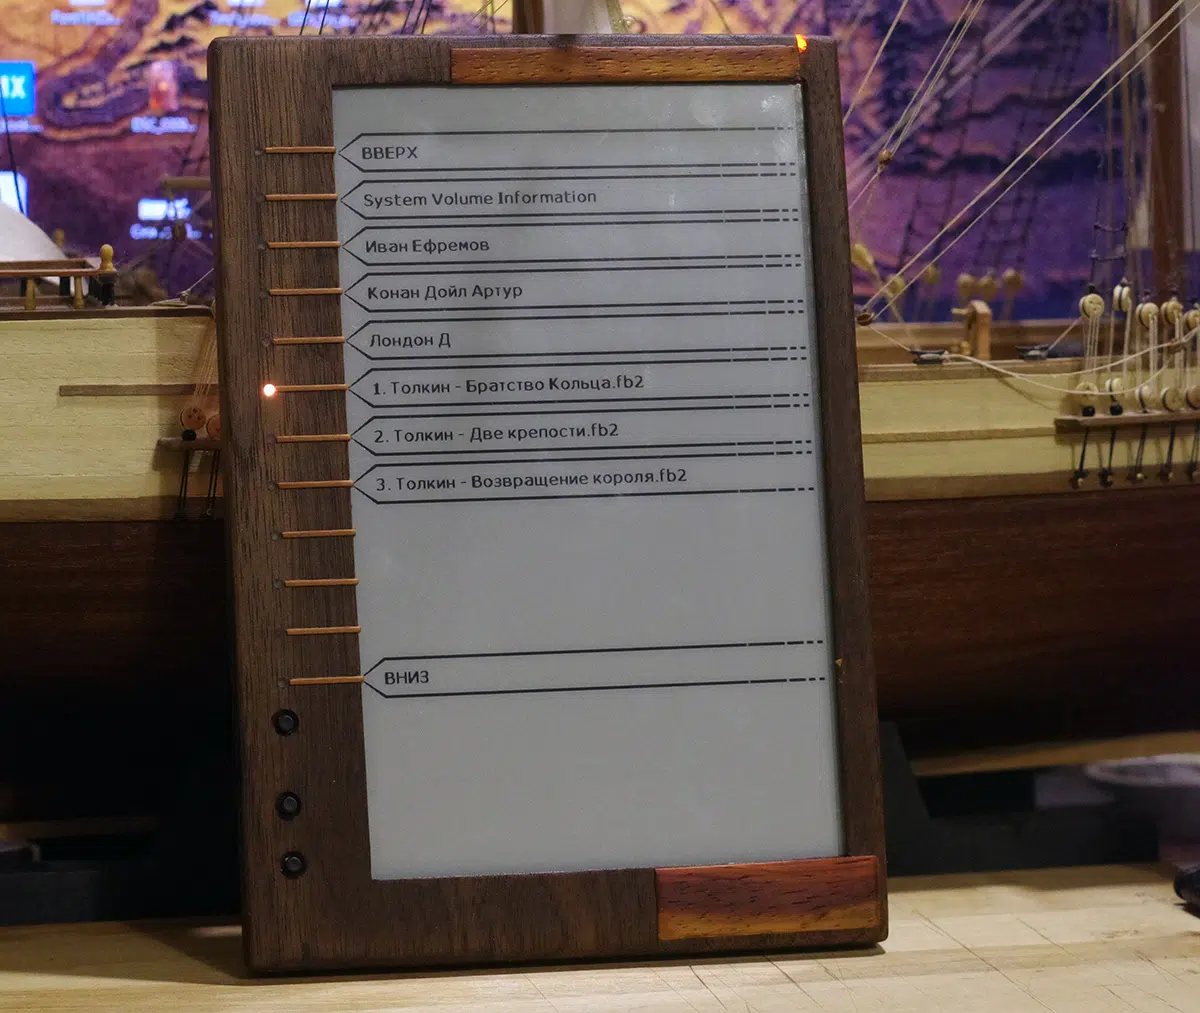 ВВЕРХ
System Volume Information
Иван Ефремов
Конан Дойл Артур
Лондон Д
1. Толкин - Братство Кольца.fb2
2. Толкин - Две крепости.fb2
3. Толкин - Возвращение короля.fb2
ВНИЗ